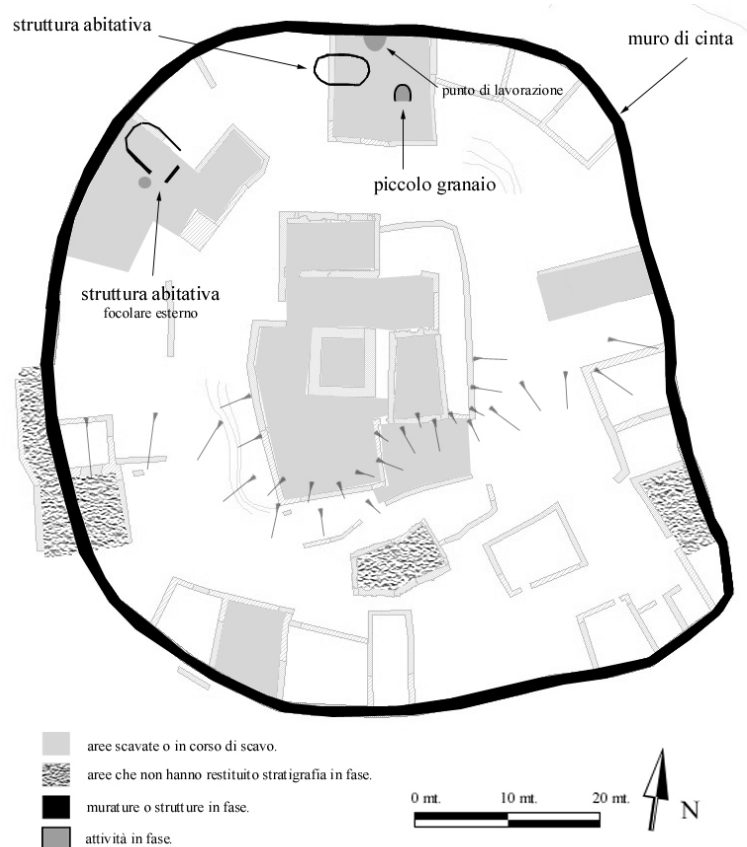 struttura abitativa
muro di cinta
punto di lavorazione
piccolo granaio
struttura abitativa
focolare esterno
aree scavate o in corso di scavo.
aree che non hanno restituito stratigrafia in fase.
murature o strutture in fase.
attività in fase.
0 mt. 10 mt. 20 mt.
N